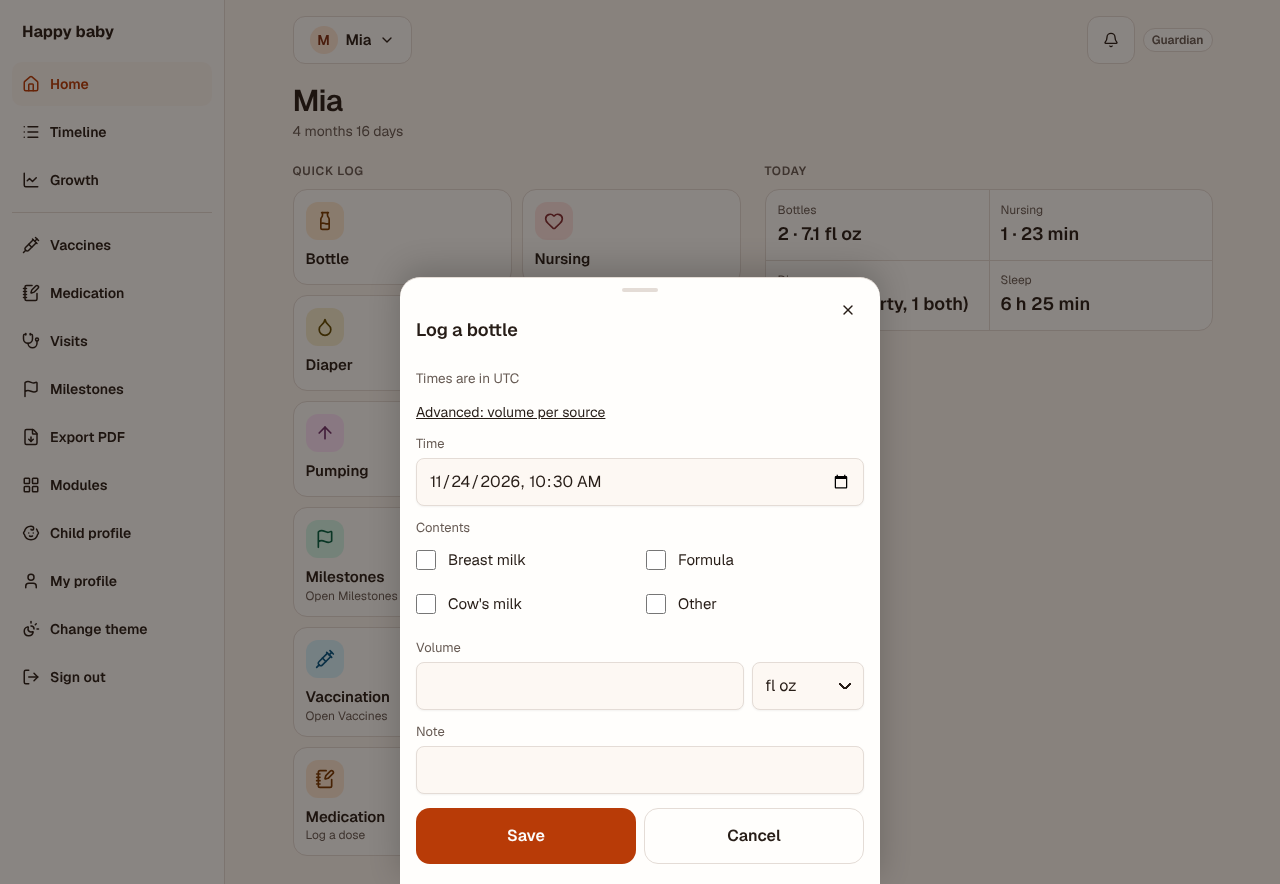 Happy baby
Home
Timeline
Growth
Vaccines
Medication
Visits
Milestones
Export PDF
Modules
Child profile
My profile
Change theme
Sign out
M Mia
Guardian
Mia
4 months 16 days
QUICK LOG
Bottle
Nursing
Diaper
Pumping
Milestones
Open Milestones
Vaccination
Open Vaccines
Medication
Log a dose
TODAY
Bottles
2 · 7.1 fl oz
Nursing
1 · 23 min
rty, 1 both)
Sleep
6 h 25 min
Log a bottle
Times are in UTC
Advanced: volume per source
Time
11/24/2026, 10:30 AM
Contents
Breast milk
Formula
Cow's milk
Other
Volume
fl oz
Note
Save
Cancel